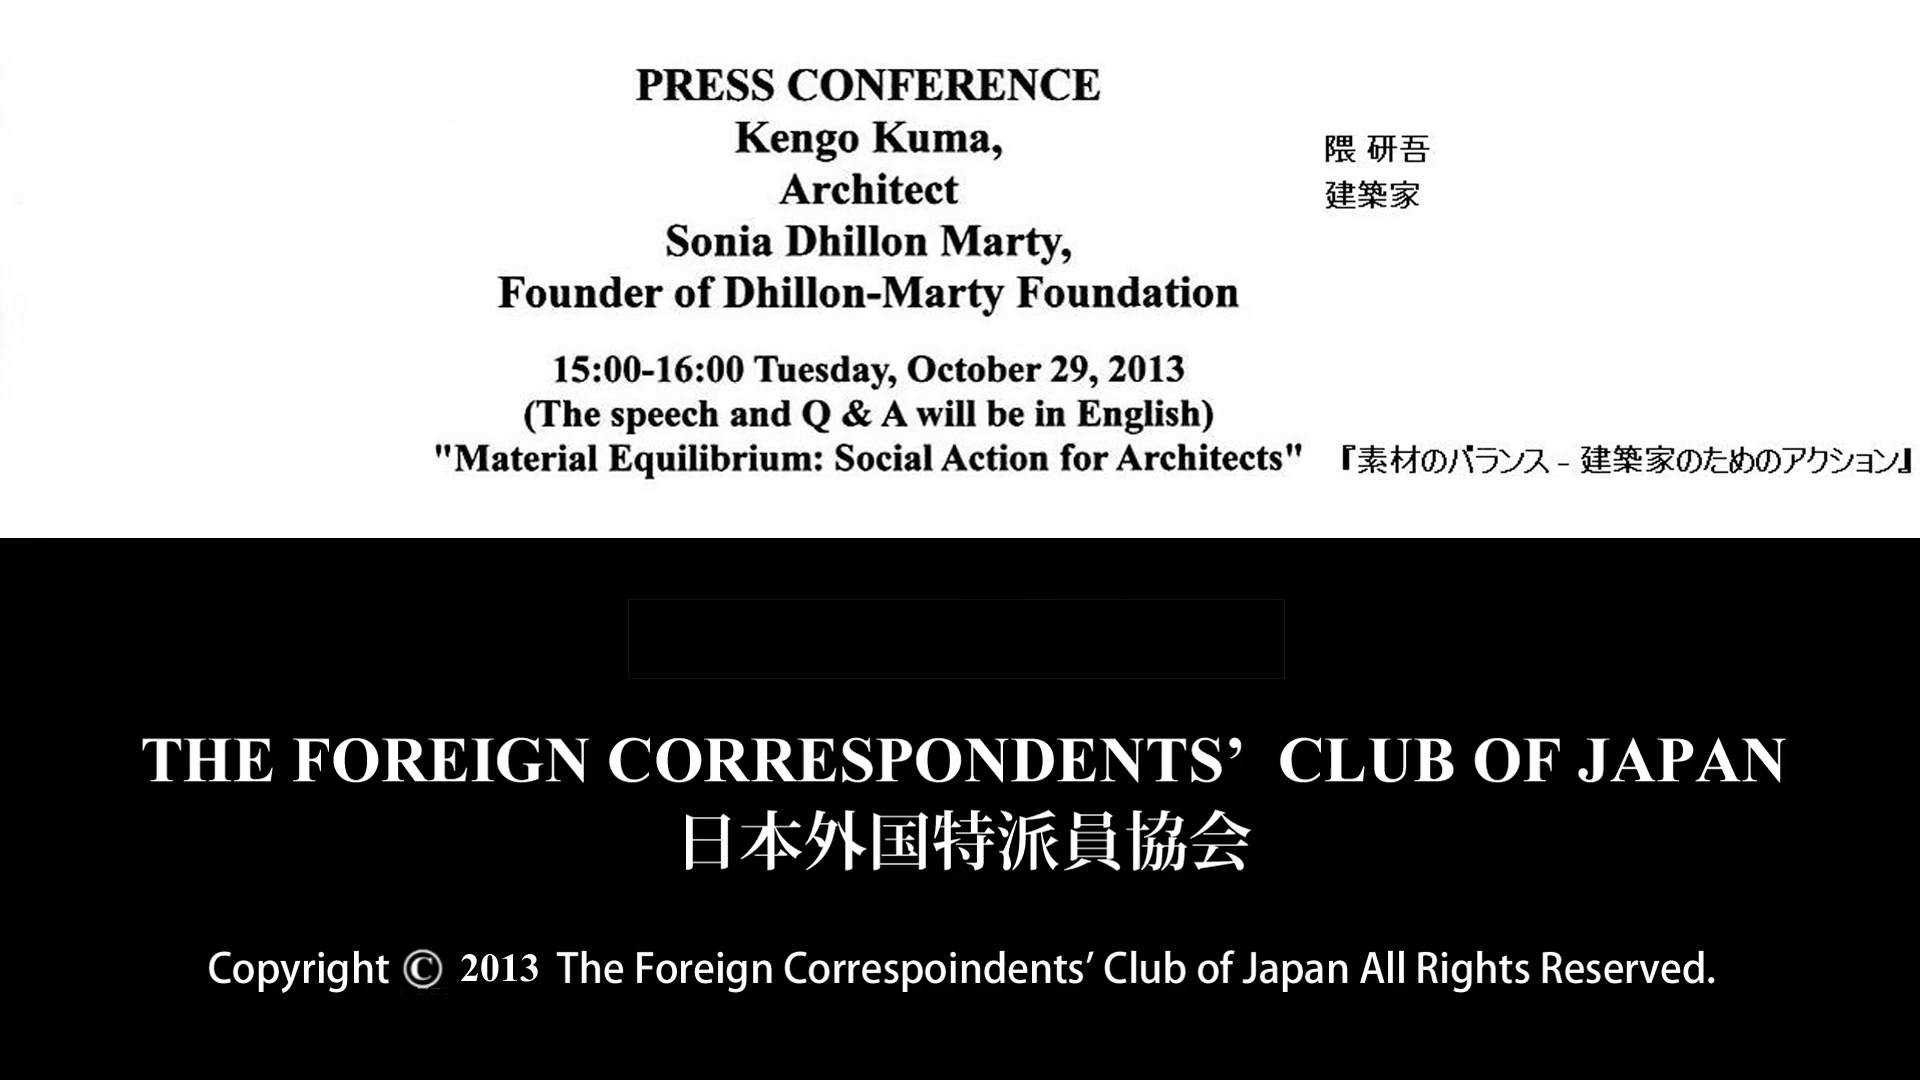 PRESS CONFERENCE
Kengo Kuma,
隈 研吾
Architect
建築家
Sonia Dhillon Marty,
Founder of Dhillon-Marty Foundation
15:00-16:00 Tuesday, October 29, 2013
(The speech and Q & A will be in English)
"Material Equilibrium: Social Action for Architects" 『素材のバランス - 建築家のためのアクション』
THE FOREIGN CORRESPONDENTS’ CLUB OF JAPAN
日本外国特派員協会
Copyright © 2013 The Foreign Correspoindents’ Club of Japan All Rights Reserved.